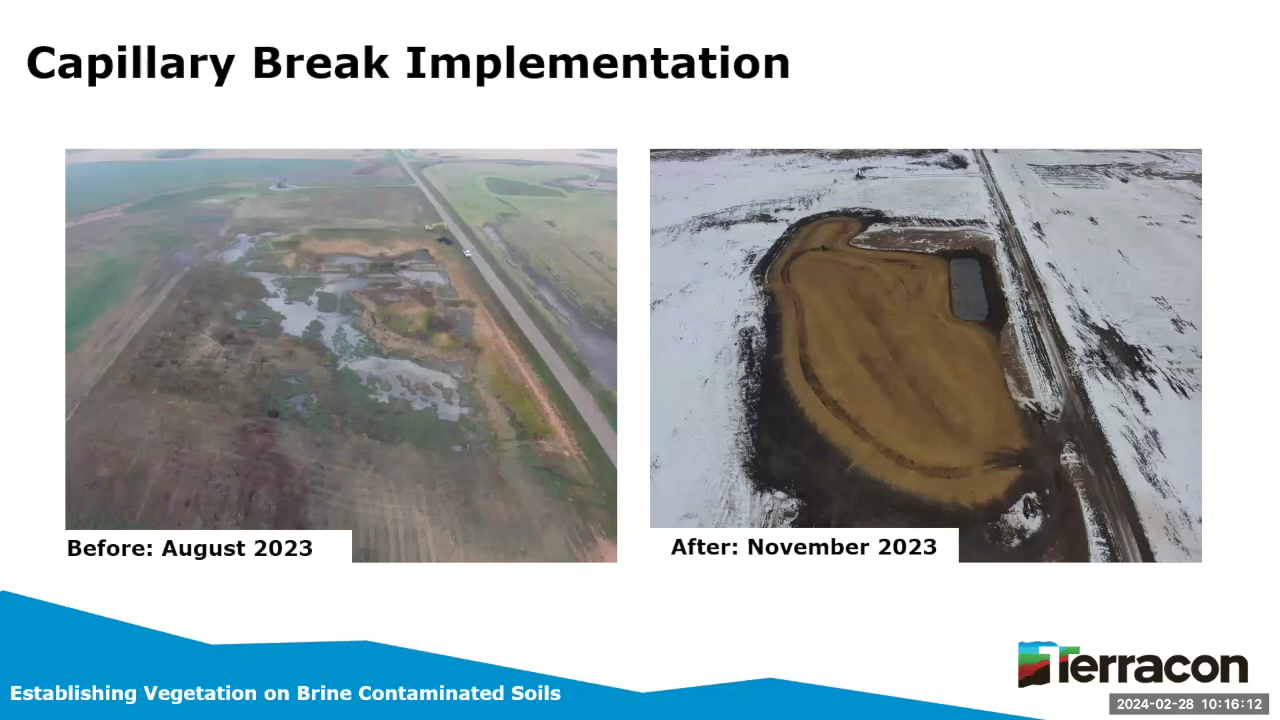 Capillary Break Implementation
Before: August 2023
After: November 2023
Establishing Vegetation on Brine Contaminated Soils
Terracon
2024-02-28 10:16:12